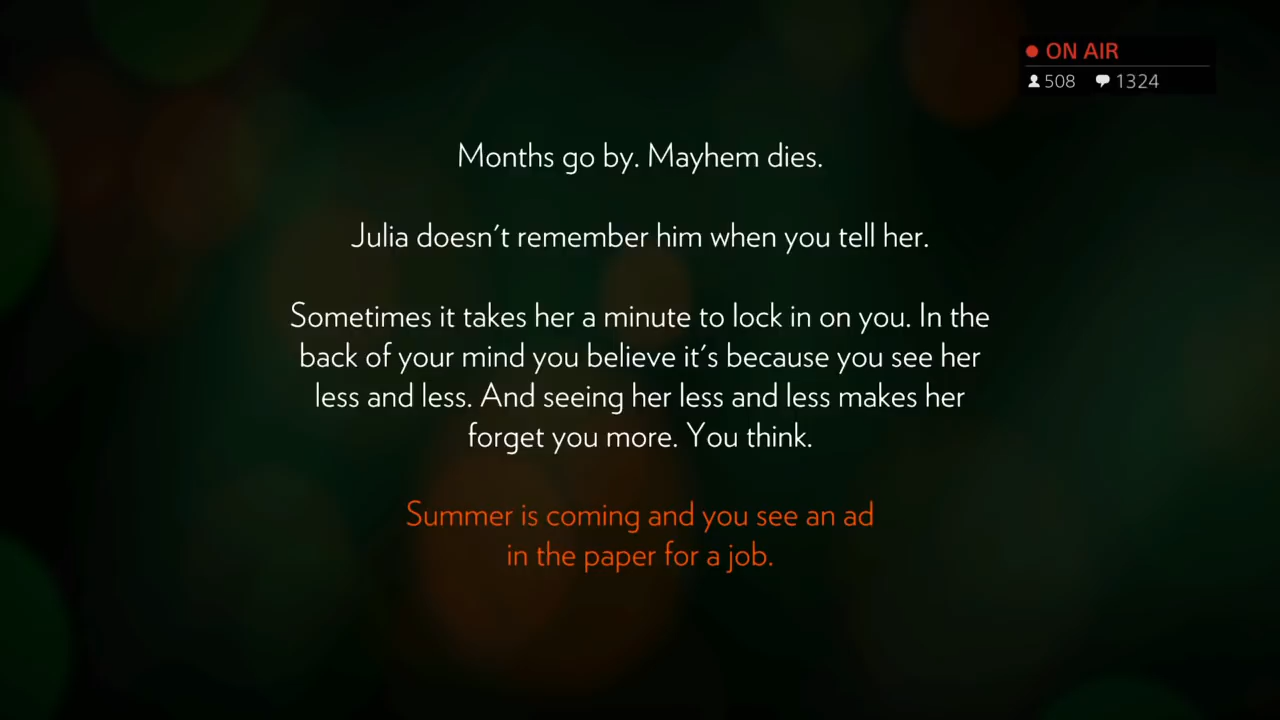 ON AIR
508 1324
Months go by. Mayhem dies.
Julia doesn't remember him when you tell her.
Sometimes it takes her a minute to lock in on you. In the
back of your mind you believe it's because you see her
less and less. And seeing her less and less makes her
forget you more. You think.
Summer is coming and you see an ad
in the paper for a job.